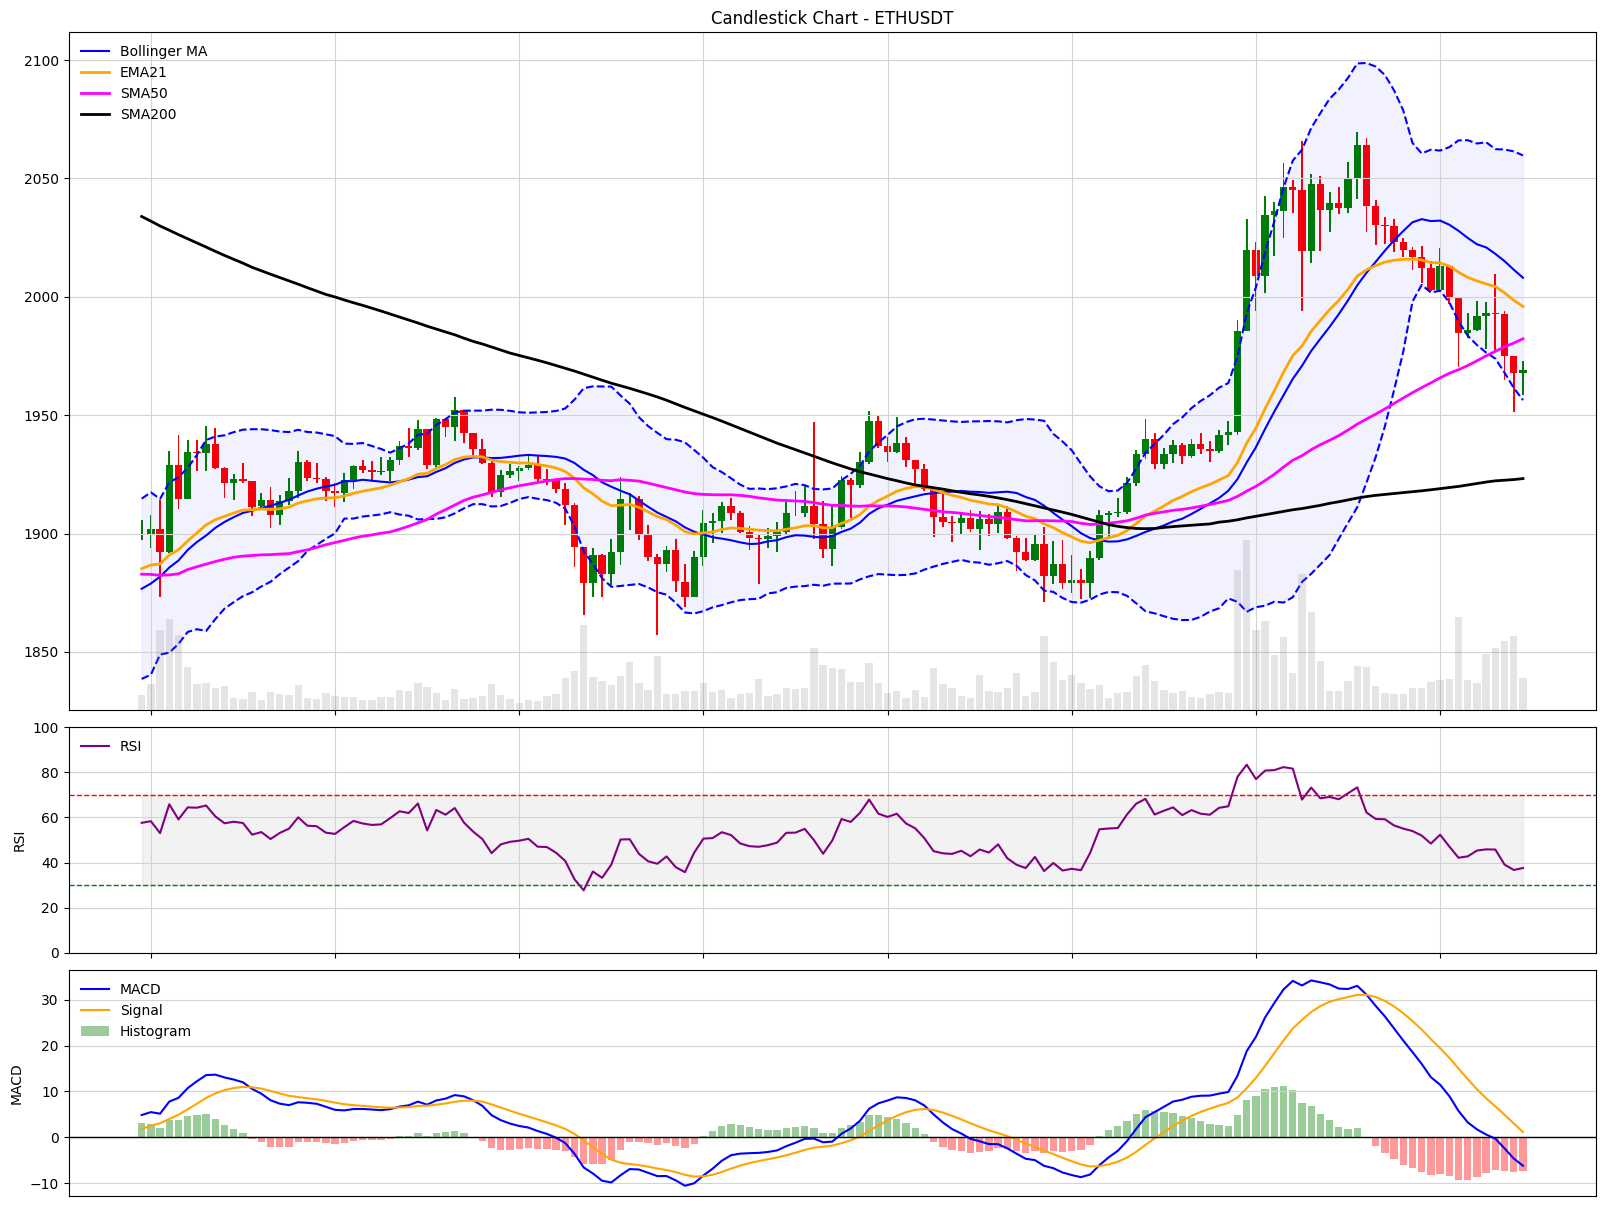 Candlestick Chart - ETHUSDT
Bollinger MA
EMA21
SMA50
SMA200
2100
2050
2000
1950
1900
1850
RSI
100
80
60
40
20
0
RSI
MACD
Signal
Histogram
30
20
10
0
−10
MACD